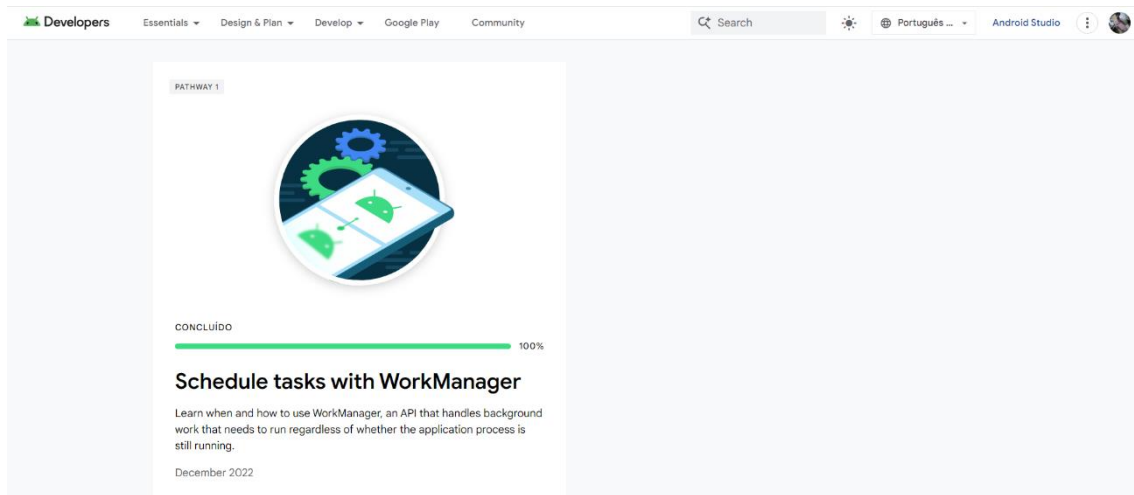 Developers Essentials Design & Plan Develop Google Play Community Search Português ... Android Studio
PATHWAY 1
CONCLUÍDO
100%
Schedule tasks with WorkManager
Learn when and how to use WorkManager, an API that handles background
work that needs to run regardless of whether the application process is
still running.
December 2022